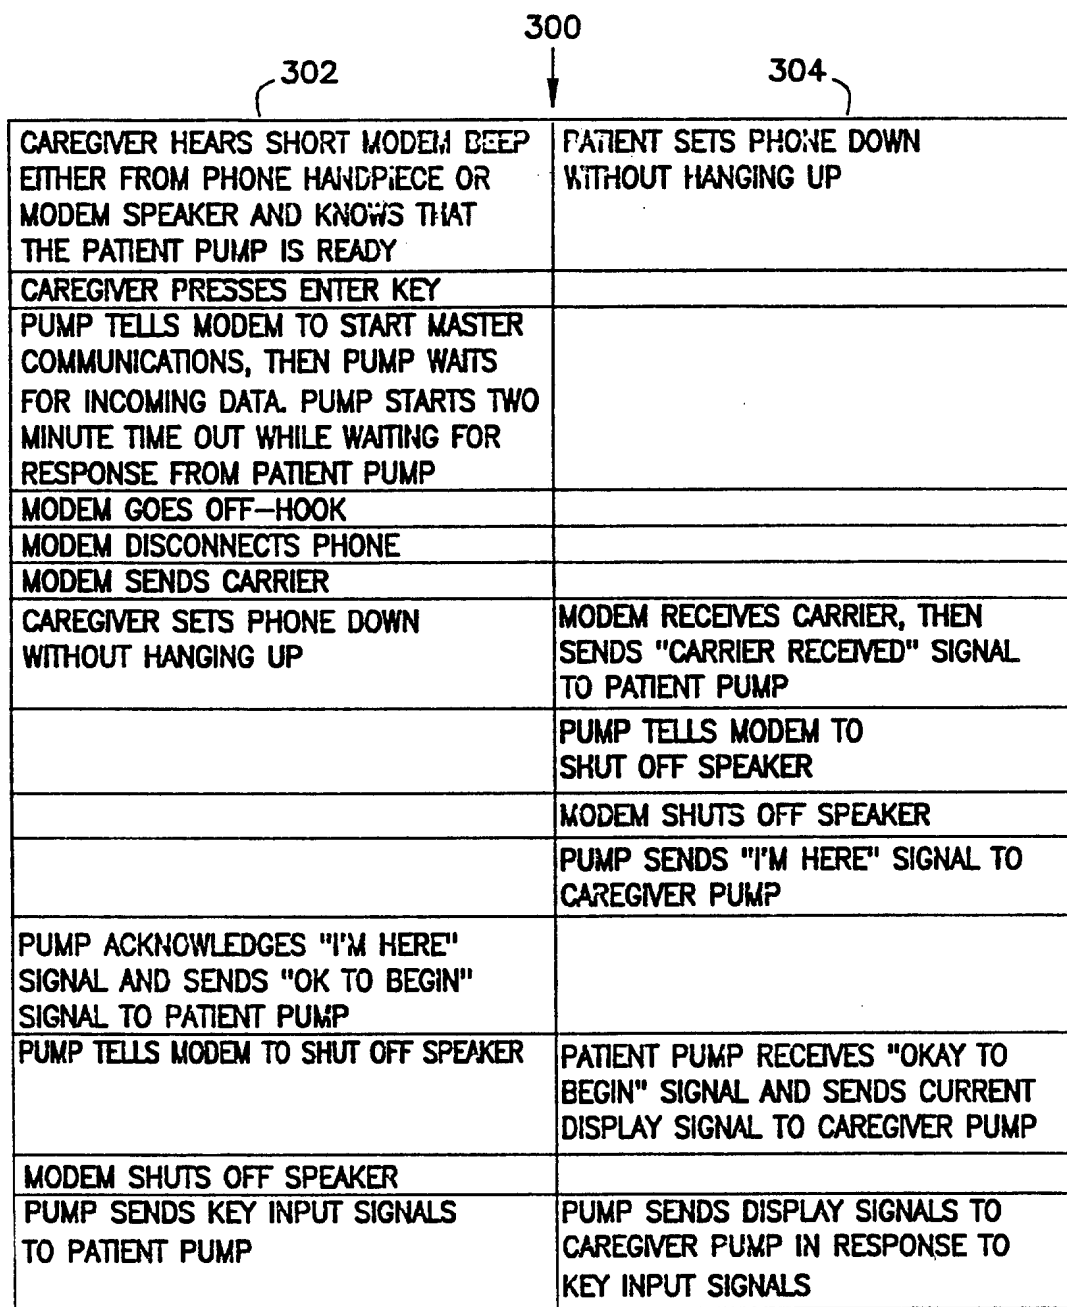 300
302
304
CAREGIVER HEARS SHORT MODEM BEEP
EITHER FROM PHONE HANDPIECE OR
MODEM SPEAKER AND KNOWS THAT
THE PATIENT PUMP IS READY
PATIENT SETS PHONE DOWN
WITHOUT HANGING UP
CAREGIVER PRESSES ENTER KEY
PUMP TELLS MODEM TO START MASTER
COMMUNICATIONS, THEN PUMP WAITS
FOR INCOMING DATA. PUMP STARTS TWO
MINUTE TIME OUT WHILE WAITING FOR
RESPONSE FROM PATIENT PUMP
MODEM GOES OFF-HOOK
MODEM DISCONNECTS PHONE
MODEM SENDS CARRIER
CAREGIVER SETS PHONE DOWN
WITHOUT HANGING UP
MODEM RECEIVES CARRIER, THEN
SENDS "CARRIER RECEIVED" SIGNAL
TO PATIENT PUMP
PUMP TELLS MODEM TO
SHUT OFF SPEAKER
MODEM SHUTS OFF SPEAKER
PUMP SENDS "I'M HERE" SIGNAL TO
CAREGIVER PUMP
PUMP ACKNOWLEDGES "I'M HERE"
SIGNAL AND SENDS "OK TO BEGIN"
SIGNAL TO PATIENT PUMP
PUMP TELLS MODEM TO SHUT OFF SPEAKER
PATIENT PUMP RECEIVES "OKAY TO
BEGIN" SIGNAL AND SENDS CURRENT
DISPLAY SIGNAL TO CAREGIVER PUMP
MODEM SHUTS OFF SPEAKER
PUMP SENDS KEY INPUT SIGNALS
TO PATIENT PUMP
PUMP SENDS DISPLAY SIGNALS TO
CAREGIVER PUMP IN RESPONSE TO
KEY INPUT SIGNALS